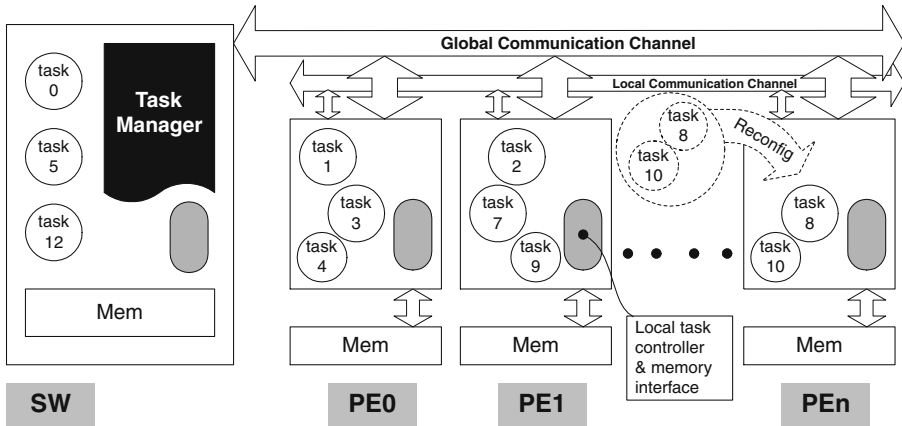 Global Communication Channel
Local Communication Channel
task
0
task
5
task
12
Task
Manager
Mem
SW
task
1
task
3
task
4
Mem
PE0
task
2
task
7
task
9
Mem
PE1
task
8
task
10
Reconfig
Local task
controller
& memory
interface
task
8
task
10
Mem
PEn